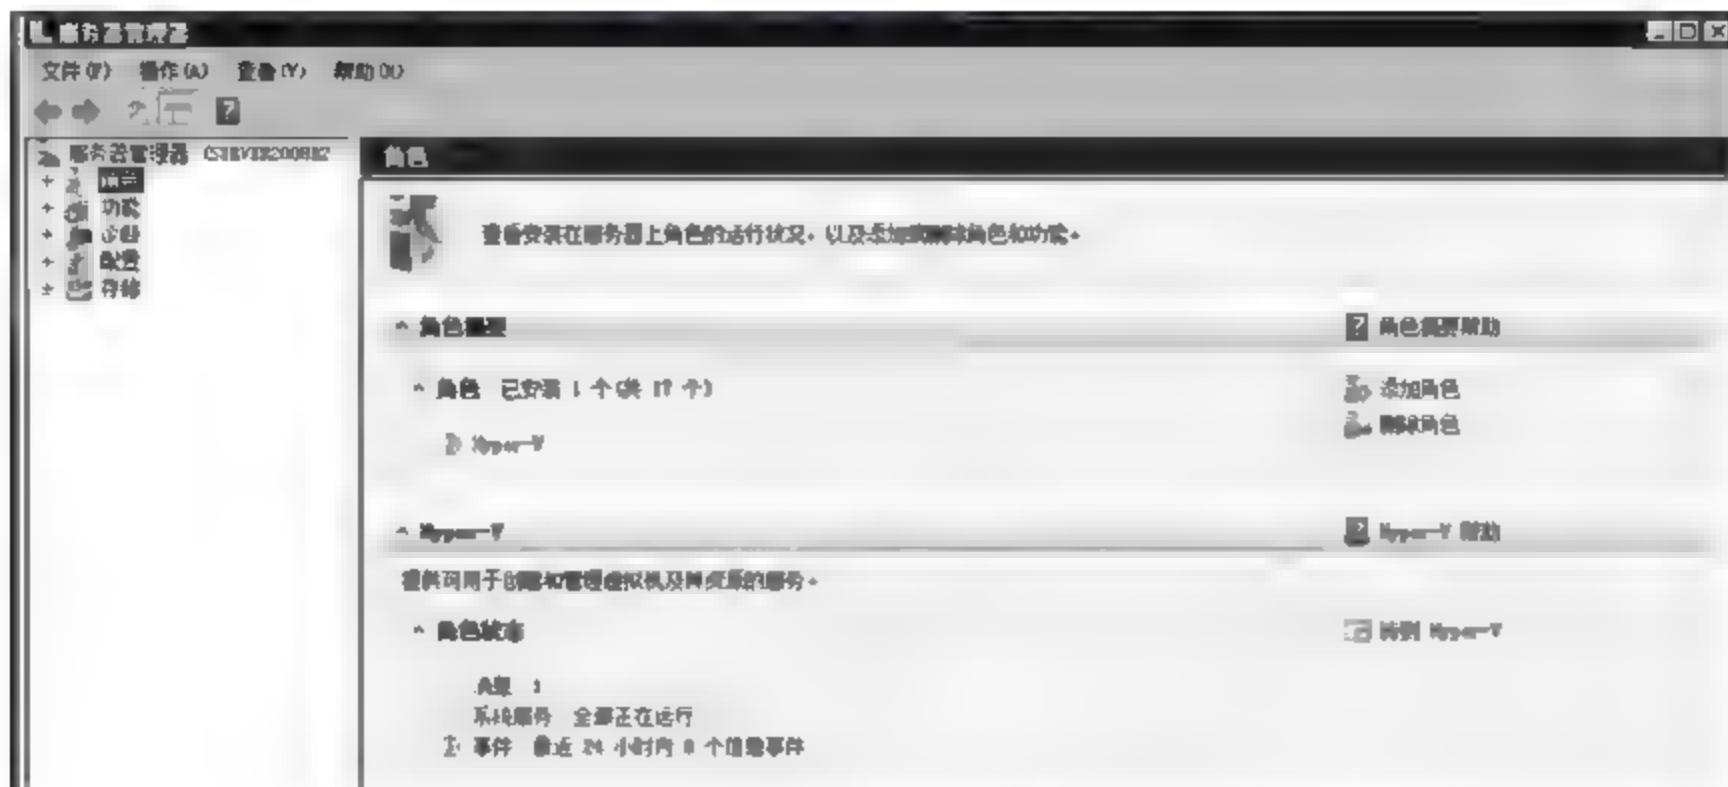 服务器管理器
文件(F) 操作(A) 查看(V) 帮助(H)
服务器管理器
角色
功能
诊断
配置
存储
角色
查看安装在服务器上角色的运行状况，以及添加或删除角色和功能。
角色摘要
角色摘要帮助
角色 已安装 1 个(共 17 个)
添加角色
删除角色
Hyper-V
Hyper-V
Hyper-V 帮助
提供可用于创建和管理虚拟机及其资源的服务。
角色状态
转到 Hyper-V
系统服务 全部正在运行
事件 最近 24 小时内 个信息事件